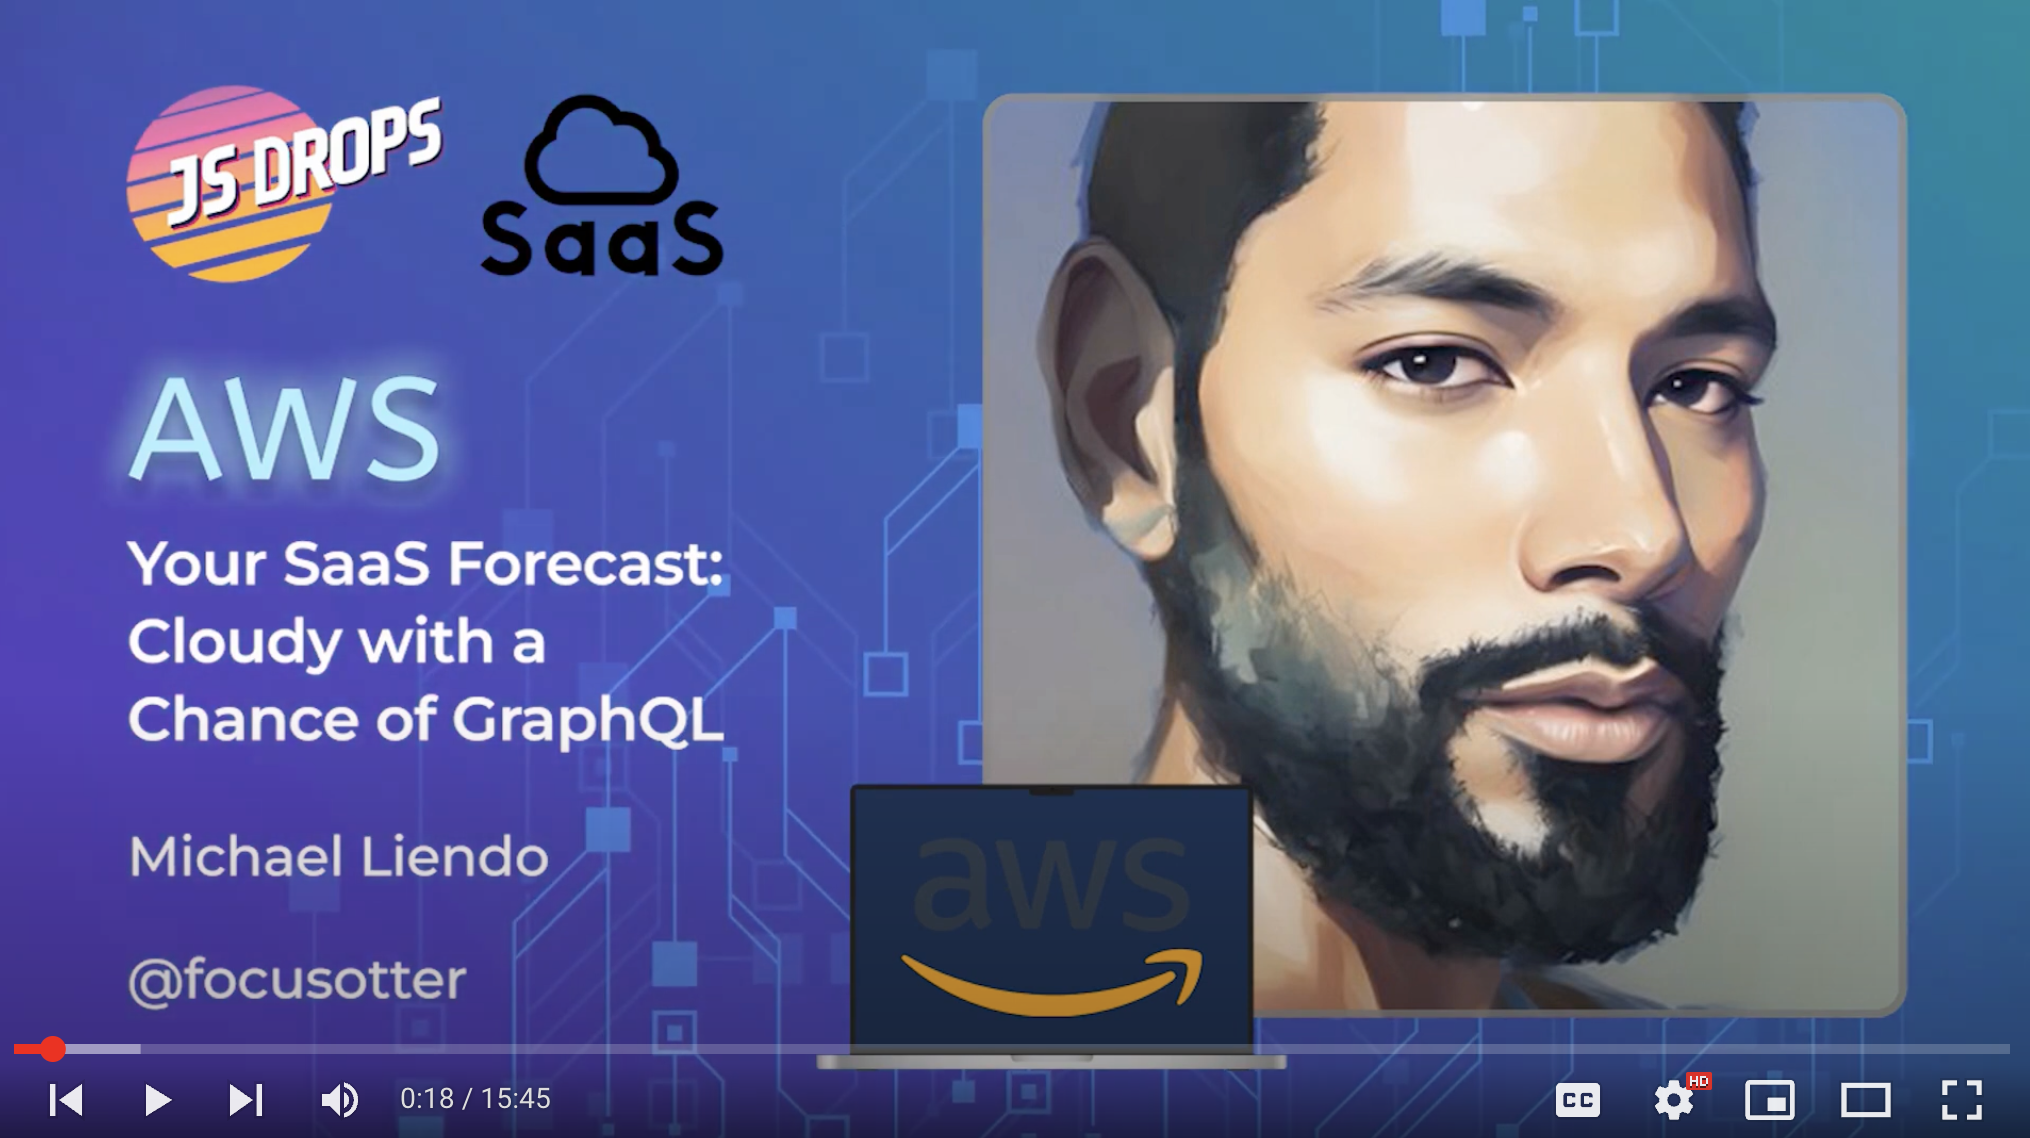 JS DROPS
SaaS
AWS
Your SaaS Forecast:
Cloudy with a
Chance of GraphQL
Michael Liendo
@focusotter
aws
0:18 / 15:45
CC
HD